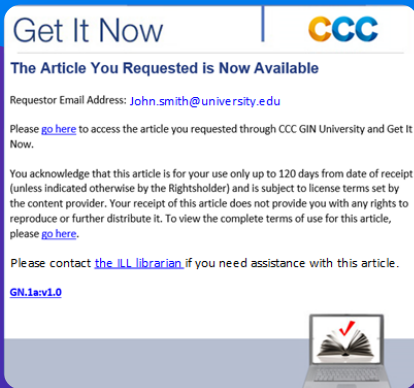 Get It Now
CCC
The Article You Requested is Now Available
Requestor Email Address: John.smith@university.edu
Please go here to access the article you requested through CCC GIN University and Get It
Now.
You acknowledge that this article is for your use only up to 120 days from date of receipt
(unless indicated otherwise by the Rightsholder) and is subject to license terms set by
the content provider. Your receipt of this article does not provide you with any rights to
reproduce or further distribute it. To view the complete terms of use for this article,
please go here.
Please contact the ILL librarian if you need assistance with this article.
GN.1a:v1.0